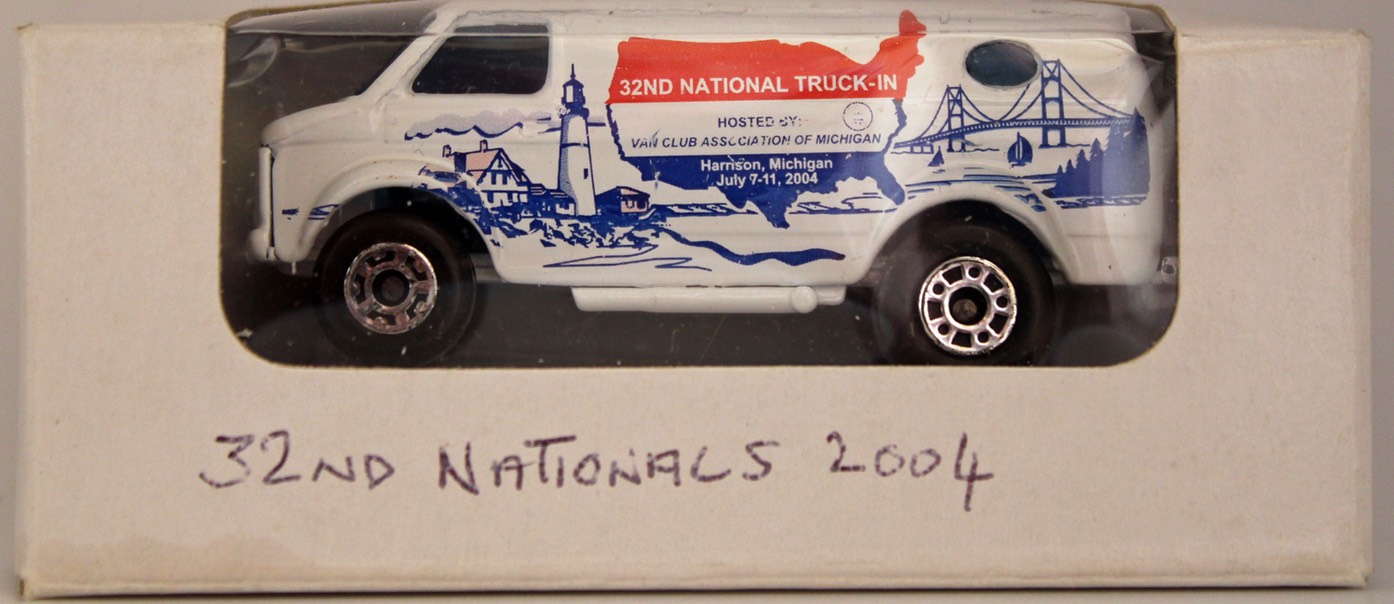 32ND NATIONAL TRUCK-IN
HOSTED BY:
VAN CLUB ASSOCIATION OF MICHIGAN
Harrison, Michigan
July 7-11, 2004
32ND NATIONALS 2004